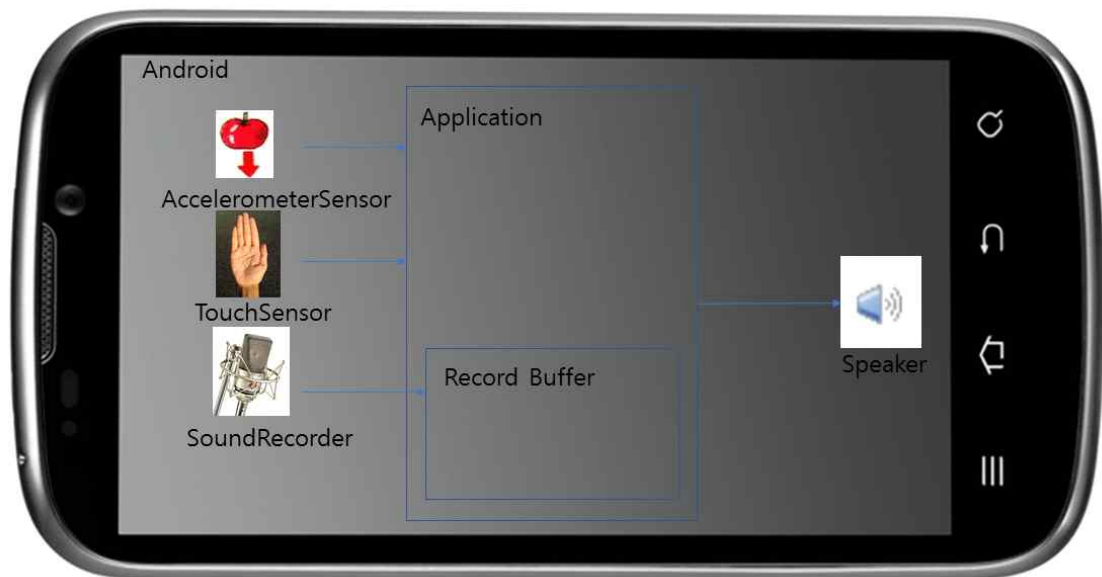 Android
Application
AccelerometerSensor
TouchSensor
Record Buffer
SoundRecorder
Speaker